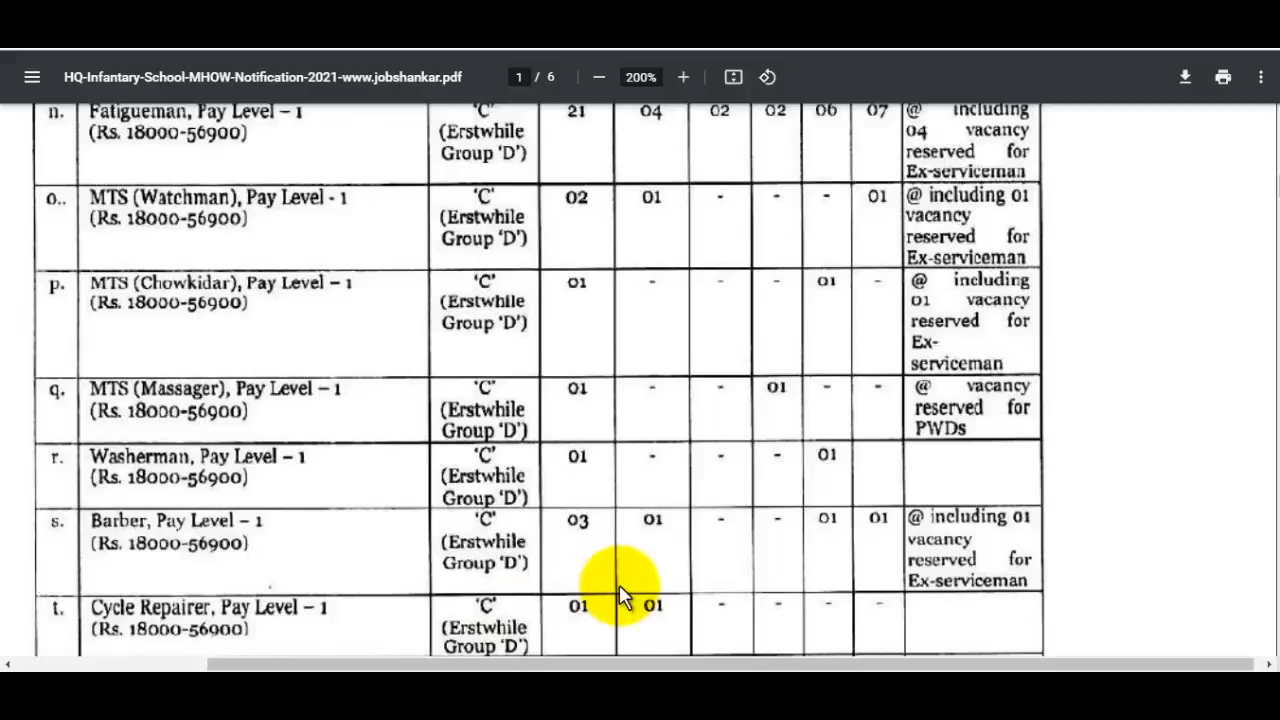 HQ-Infantary-School-MHOW-Notification-2021-www.jobshankar.pdf 1 / 6 200%
n. Fatigueman, Pay Level – 1 'C' 21 04 02 02 06 07 @ including
(Rs. 18000-56900) (Erstwhile 04 vacancy
Group 'D') reserved for
Ex-serviceman
o.. MTS (Watchman), Pay Level - 1 'C' 02 01 - - - 01 @ including 01
(Rs. 18000-56900) (Erstwhile vacancy
Group 'D') reserved for
Ex-serviceman
p. MTS (Chowkidar), Pay Level – 1 'C' 01 - - - 01 - @ including
(Rs. 18000-56900) (Erstwhile 01 vacancy
Group 'D') reserved for
Ex-
serviceman
q. MTS (Massager), Pay Level – 1 'C' 01 - - 01 - - @ vacancy
(Rs. 18000-56900) (Erstwhile reserved for
Group 'D') PWDs
r. Washerman, Pay Level – 1 'C' 01 - - - 01
(Rs. 18000-56900) (Erstwhile
Group 'D')
s. Barber, Pay Level – 1 'C' 03 01 - - 01 01 @ including 01
(Rs. 18000-56900) (Erstwhile vacancy
Group 'D') reserved for
Ex-serviceman
t. Cycle Repairer, Pay Level – 1 'C' 01 01 - - - -
(Rs. 18000-56900) (Erstwhile
Group 'D')